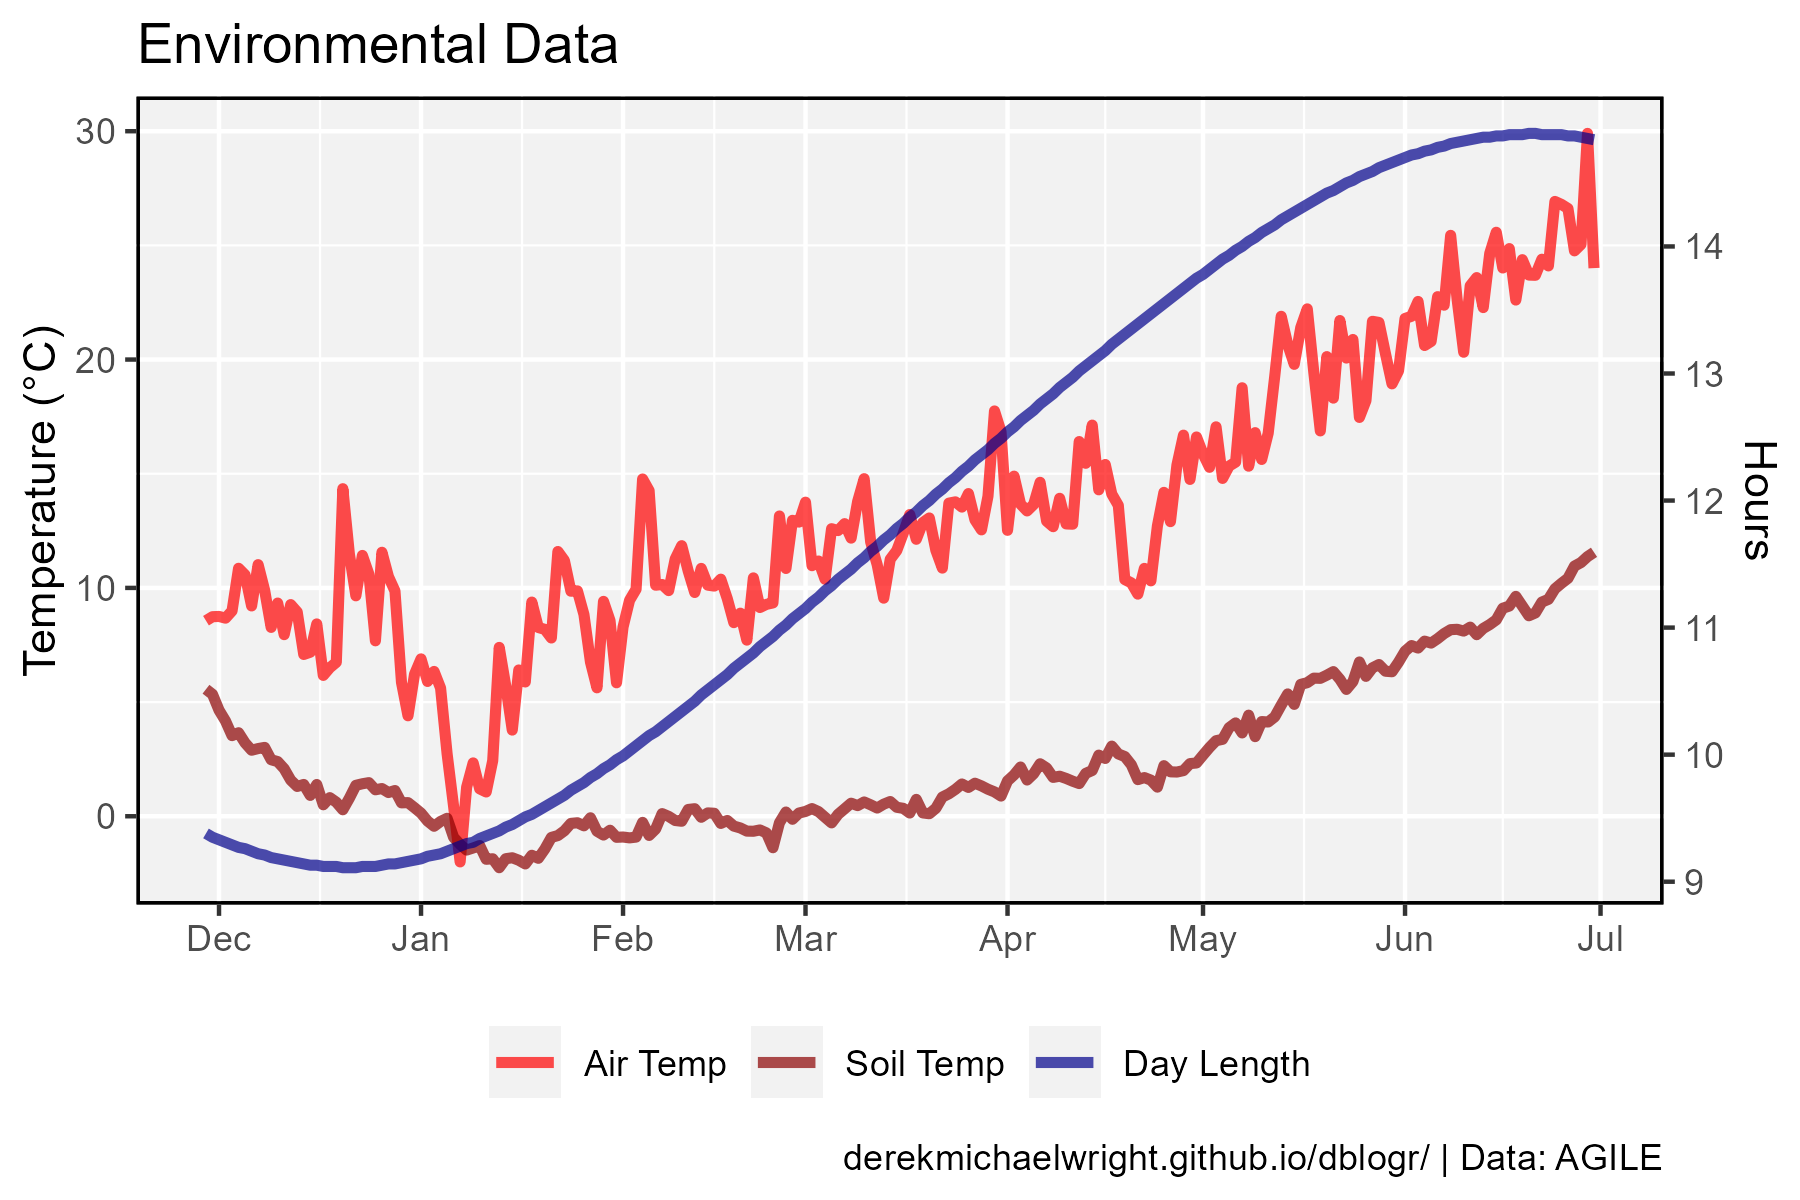 Environmental Data
Temperature (°C)
30
20
10
0
14
13
12
11
10
9
Hours
Dec Jan Feb Mar Apr May Jun Jul
Air Temp Soil Temp Day Length
derekmichaelwright.github.io/dblogr/ | Data: AGILE